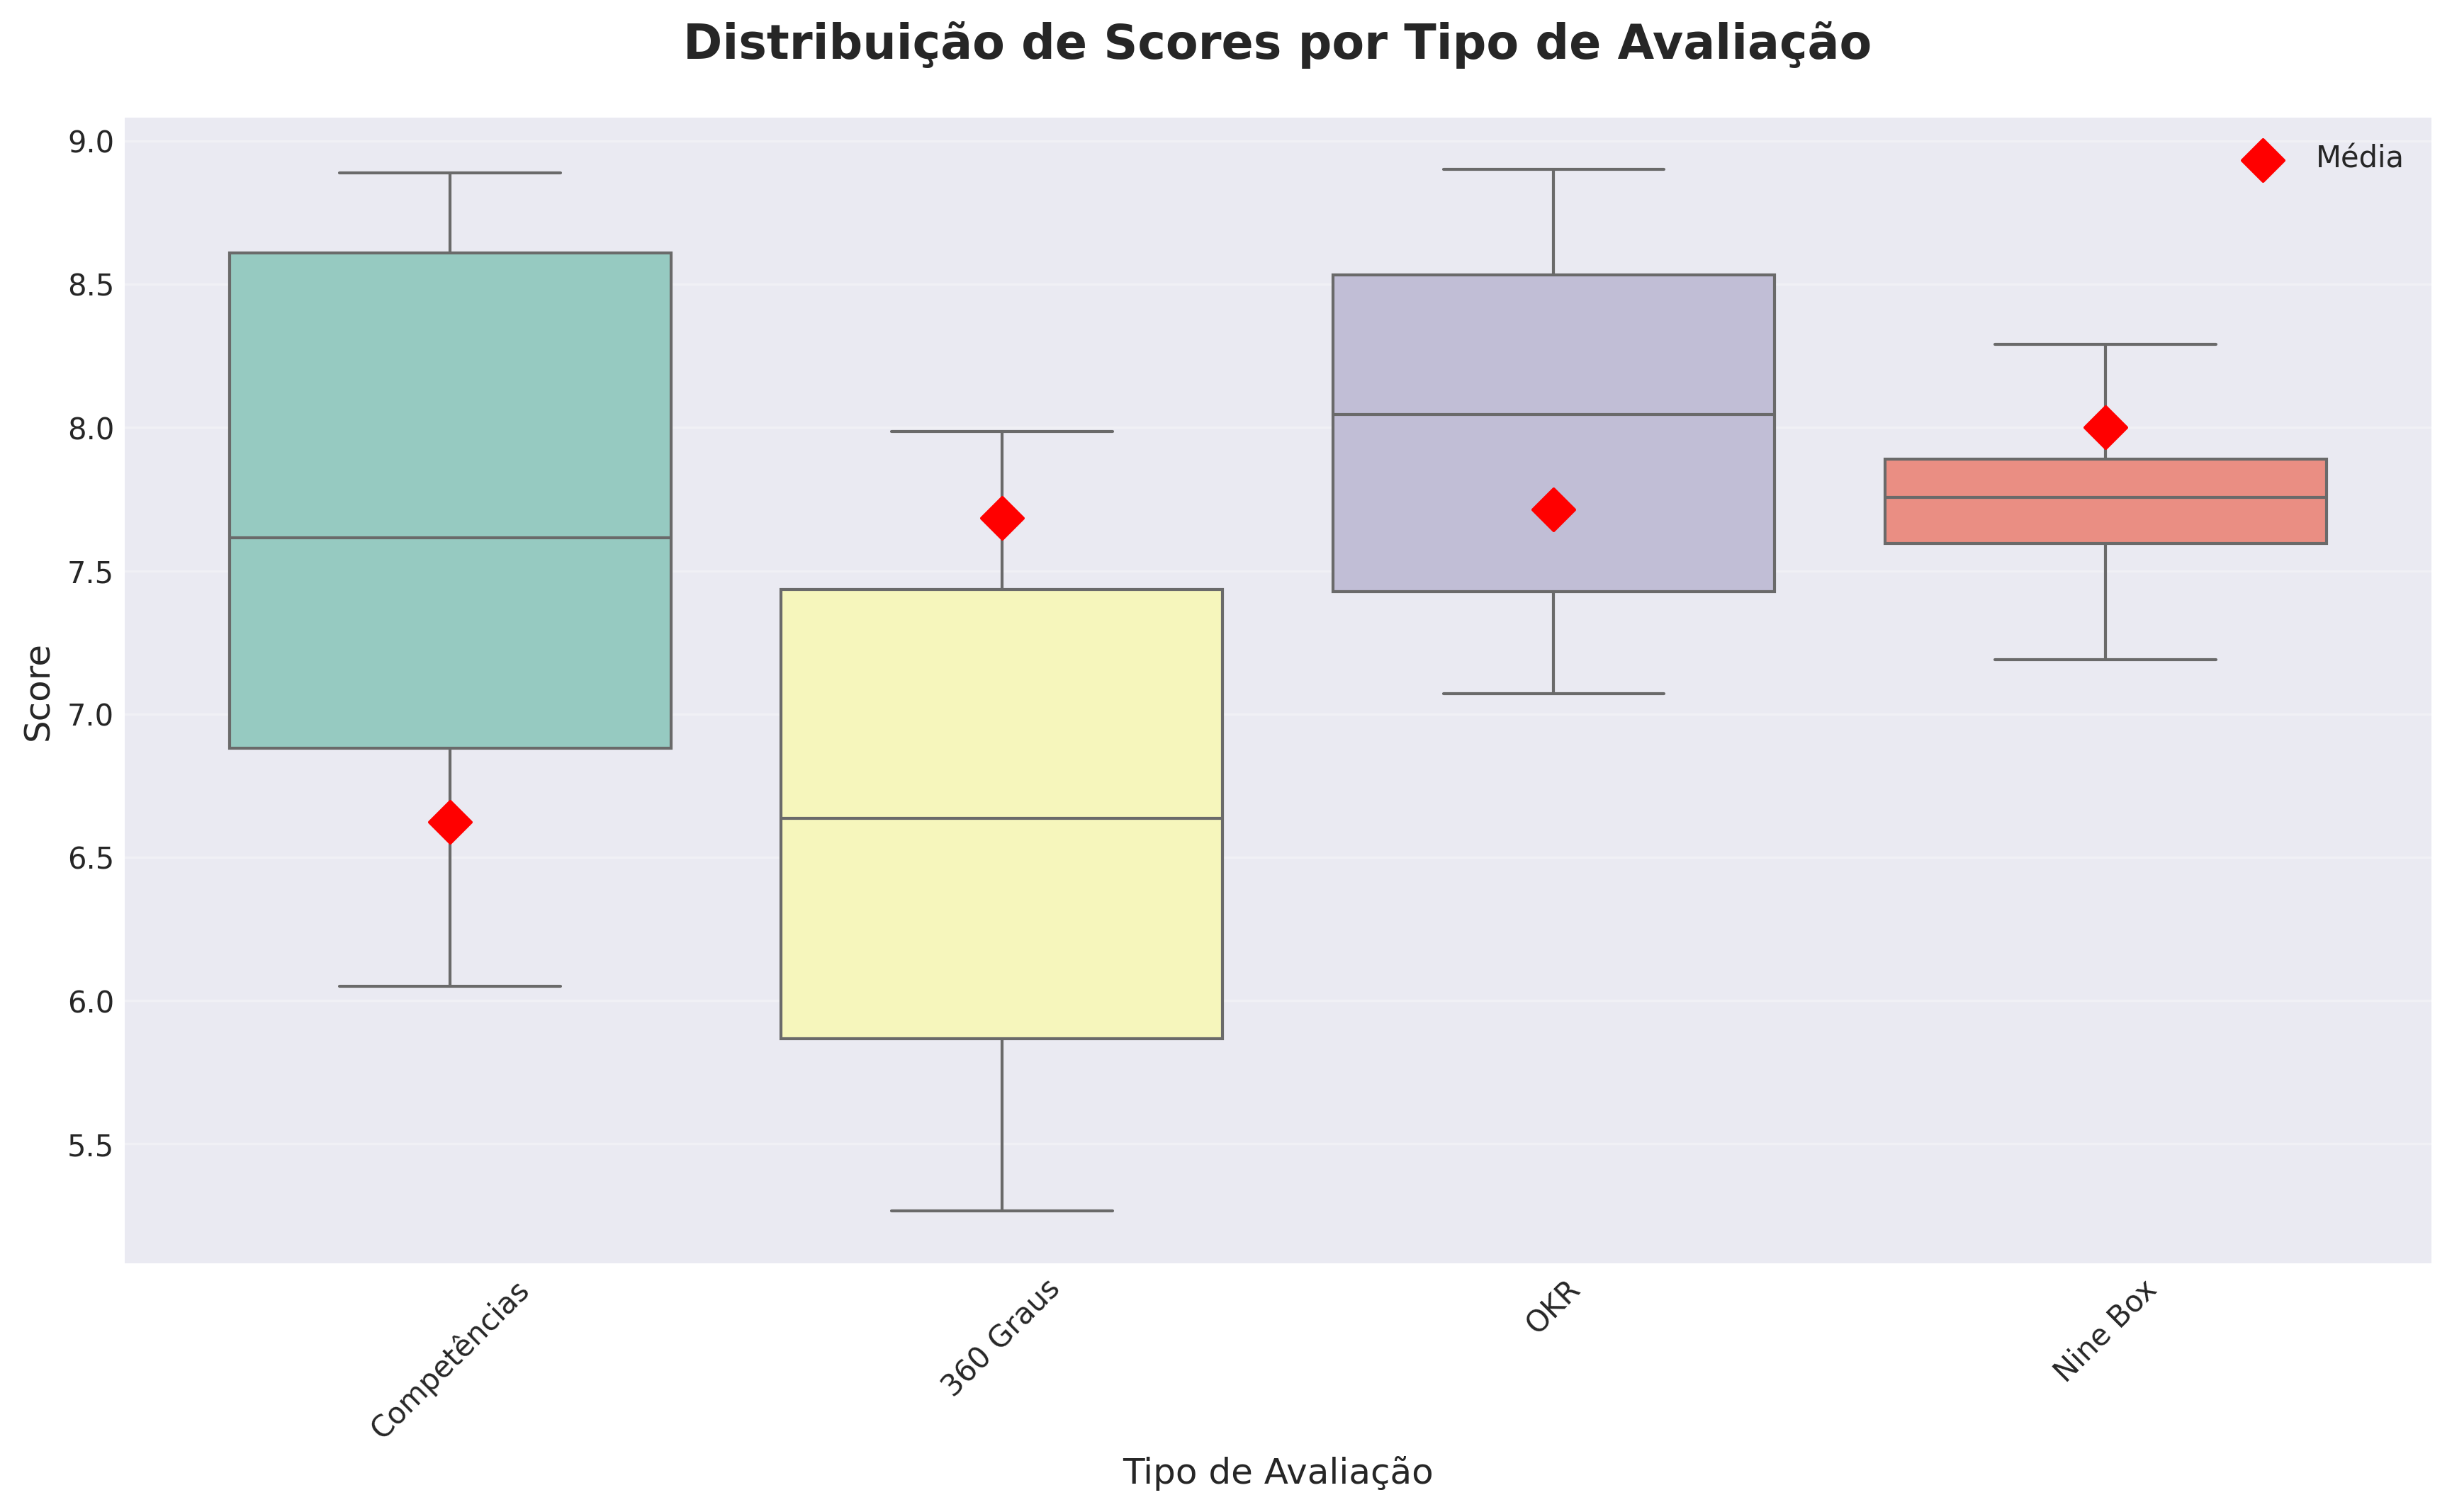 Distribuição de Scores por Tipo de Avaliação
Média
9.0
8.5
8.0
7.5
7.0
6.5
6.0
5.5
Score
Competências
360 Graus
OKR
Nine Box
Tipo de Avaliação